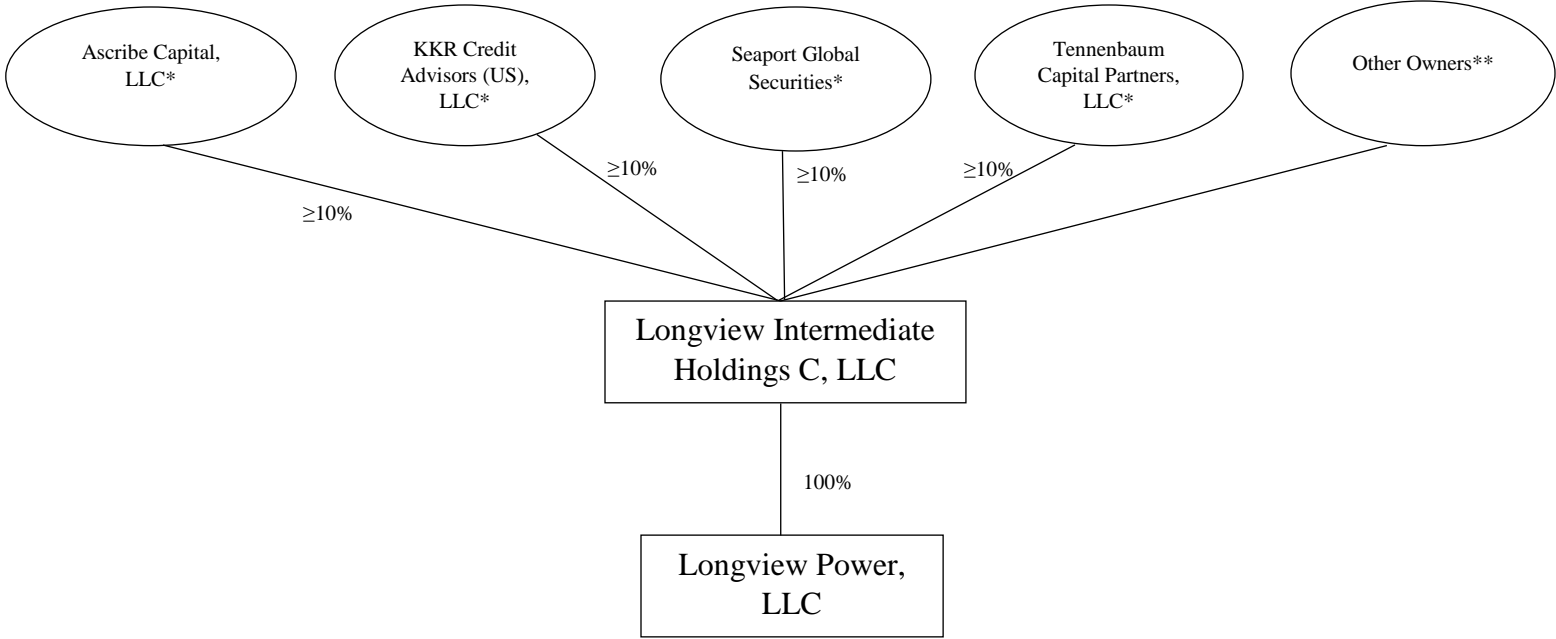 Ascribe Capital,
LLC*
KKR Credit
Advisors (US),
LLC*
Seaport Global
Securities*
Tennenbaum
Capital Partners,
LLC*
Other Owners**
≥10%
≥10%
≥10%
≥10%
Longview Intermediate
Holdings C, LLC
100%
Longview Power,
LLC